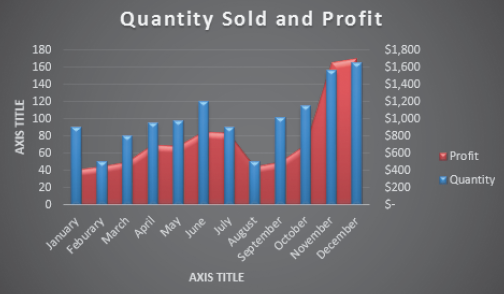 Quantity Sold and Profit
180
160
140
120
100
80
60
40
20
0
AXIS TITLE
$1,800
$1,600
$1,400
$1,200
$1,000
$800
$600
$400
$200
$-
Profit
Quantity
January
Feburary
March
April
May
June
July
August
September
October
November
December
AXIS TITLE